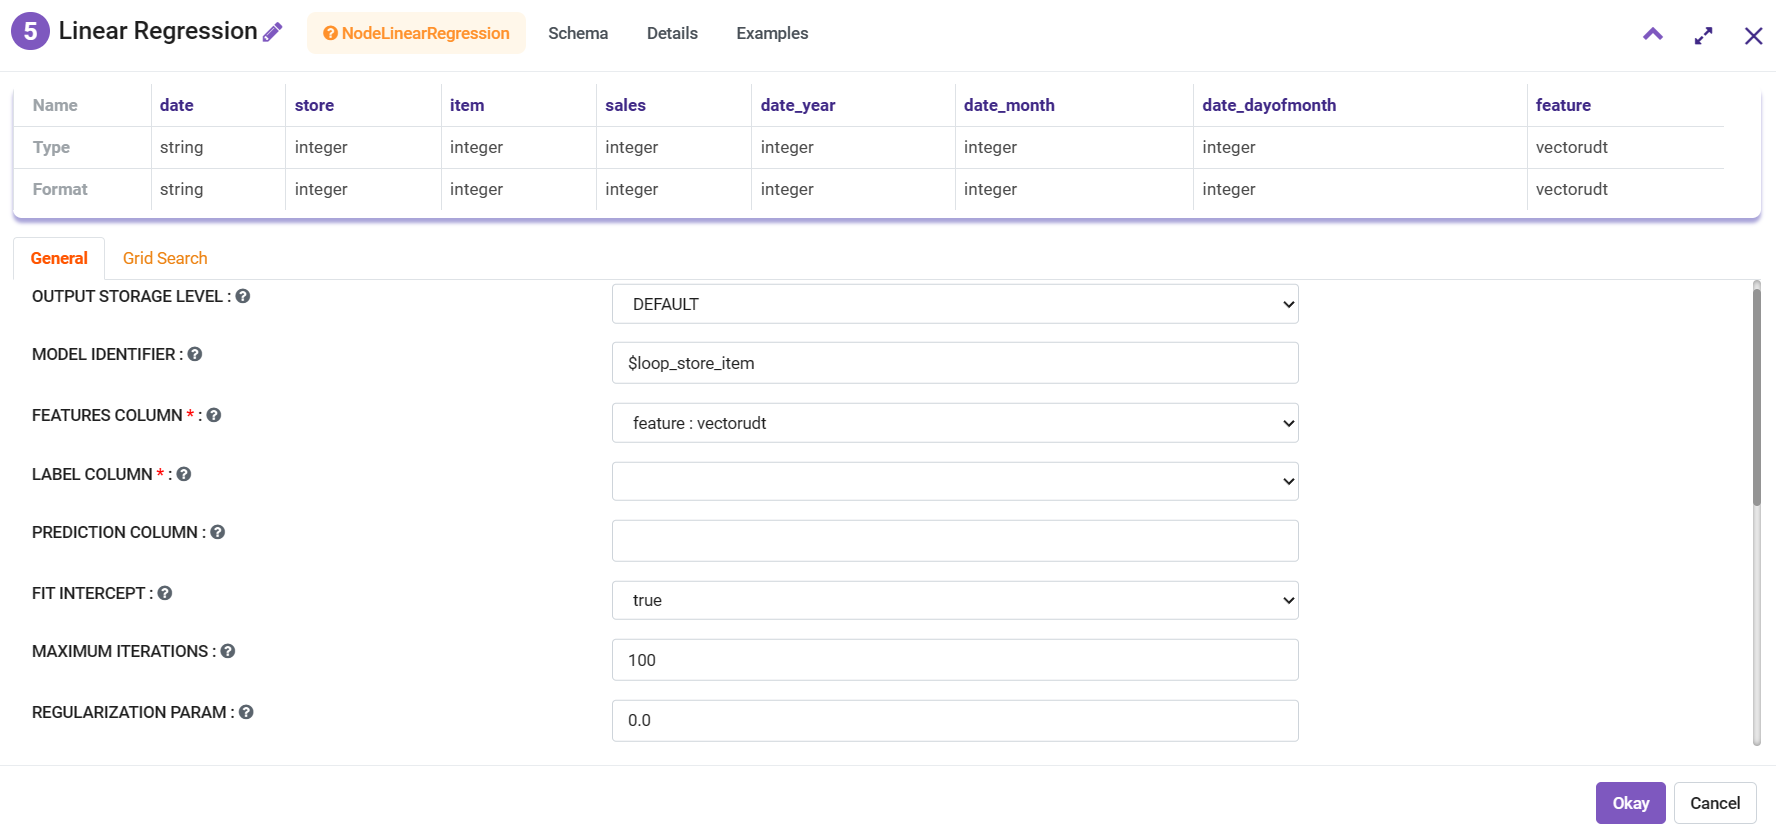 5 Linear Regression NodeLinearRegression Schema Details Examples
Name date store item sales date_year date_month date_dayofmonth feature
Type string integer integer integer integer integer integer vectorudt
Format string integer integer integer integer integer integer vectorudt
General Grid Search
OUTPUT STORAGE LEVEL : DEFAULT
MODEL IDENTIFIER : $loop_store_item
FEATURES COLUMN * : feature : vectorudt
LABEL COLUMN * :
PREDICTION COLUMN :
FIT INTERCEPT : true
MAXIMUM ITERATIONS : 100
REGULARIZATION PARAM : 0.0
Okay Cancel